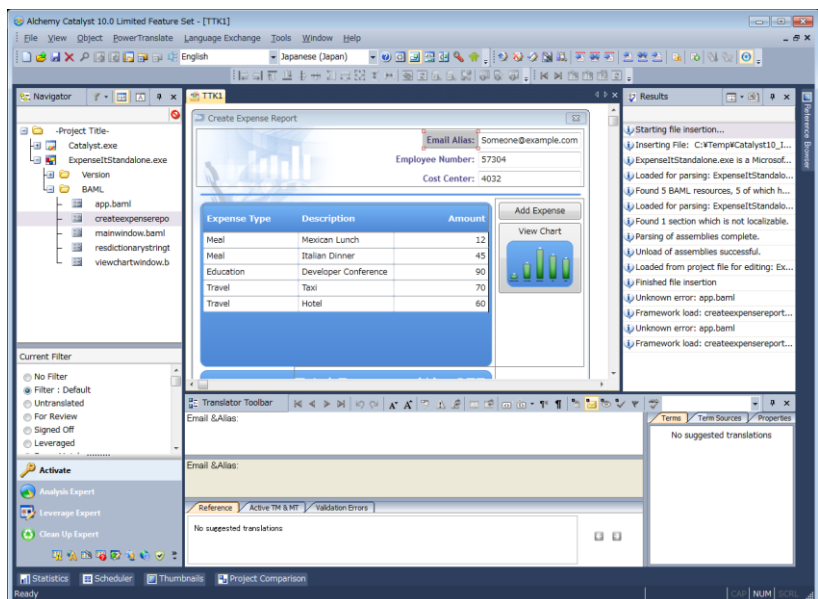 Alchemy Catalyst 10.0 Limited Feature Set - [TTK1]
File View Object PowerTranslate Language Exchange Tools Window Help
English
Japanese (Japan)
Navigator
-Project Title-
Catalyst.exe
ExpenseItStandalone.exe
Version
BAML
app.baml
createexpenserepo
mainwindow.baml
resdictionarystringt
viewchartwindow.b
Current Filter
No Filter
Filter : Default
Untranslated
For Review
Signed Off
Leveraged
Activate
Analysis Expert
Leverage Expert
Clean Up Expert
TTK1
Create Expense Report
Email Alias: Someone@example.com
Employee Number: 57304
Cost Center: 4032
Expense Type Description Amount
Meal Mexican Lunch 12
Meal Italian Dinner 45
Education Developer Conference 90
Travel Taxi 70
Travel Hotel 60
Add Expense
View Chart
Translator Toolbar
Email &Alias:
Email &Alias:
Reference Active TM & MT Validation Errors
No suggested translations
Results
Starting file insertion...
Inserting File: C:¥Temp¥Catalyst10_I...
ExpenseItStandalone.exe is a Microsof...
Loaded for parsing: ExpenseItStandalo...
Found 5 BAML resources, 5 of which h...
Loaded for parsing: ExpenseItStandalo...
Found 1 section which is not localizable.
Parsing of assemblies complete.
Unload of assemblies successful.
Loaded from project file for editing: Ex...
Finished file insertion
Unknown error: app.baml
Framework load: createexpensereport...
Unknown error: app.baml
Framework load: createexpensereport...
Reference Browser
Terms Term Sources Properties
No suggested translations
Statistics Scheduler Thumbnails Project Comparison
Ready
CAP NUM SCRL